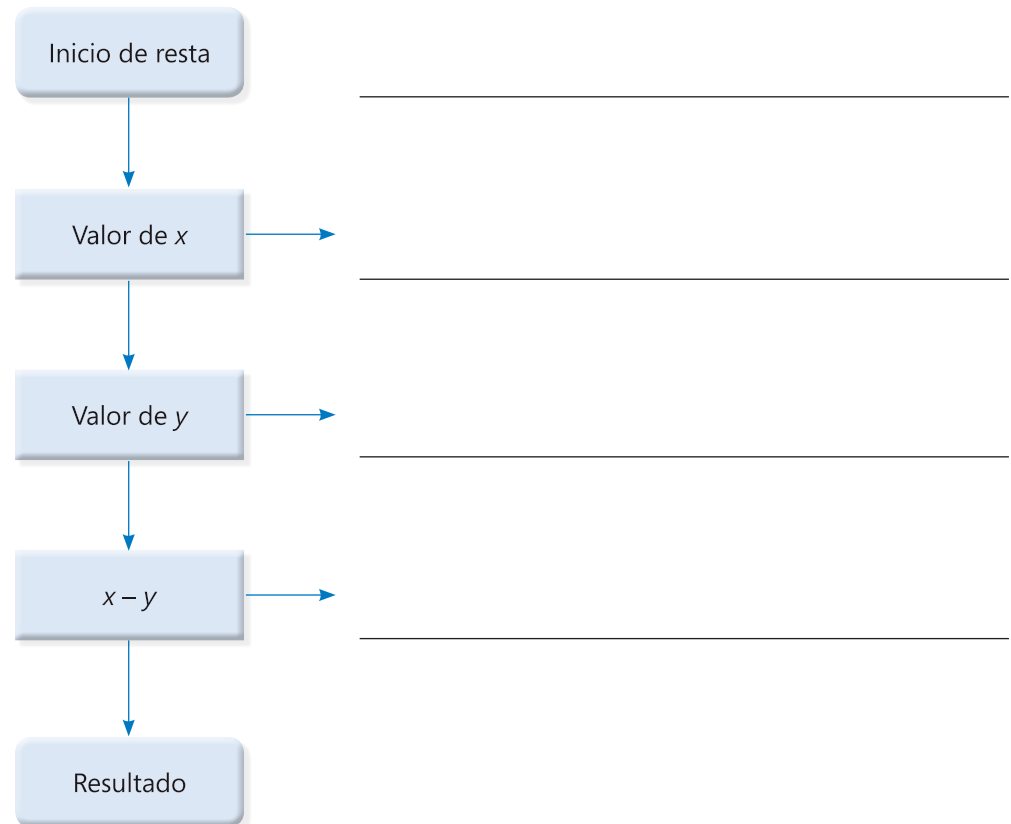 Inicio de resta
Valor de x
Valor de y
x – y
Resultado